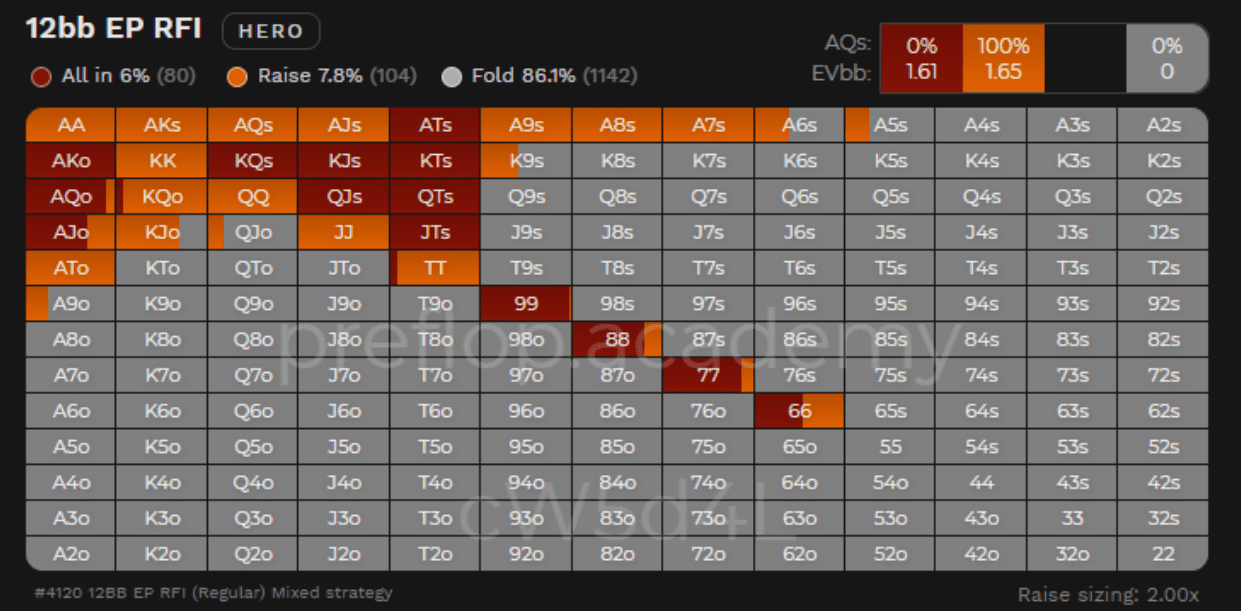 12bb EP RFI HERO
All in 6% (80) Raise 7.8% (104) Fold 86.1% (1142)
AQs: 0% 100% 0%
EVbb: 1.61 1.65 0
AA AKs AQs AJs ATs A9s A8s A7s A6s A5s A4s A3s A2s
AKo KK KQs KJs KTs K9s K8s K7s K6s K5s K4s K3s K2s
AQo KQo QQ QJs QTs Q9s Q8s Q7s Q6s Q5s Q4s Q3s Q2s
AJo KJo QJo JJ JTs J9s J8s J7s J6s J5s J4s J3s J2s
ATo KTo QTo JTo TT T9s T8s T7s T6s T5s T4s T3s T2s
A9o K9o Q9o J9o T9o 99 98s 97s 96s 95s 94s 93s 92s
A8o K8o Q8o J8o T8o 98o 88 87s 86s 85s 84s 83s 82s
preflop.academy
A7o K7o Q7o J7o T7o 97o 87o 77 76s 75s 74s 73s 72s
A6o K6o Q6o J6o T6o 96o 86o 76o 66 65s 64s 63s 62s
A5o K5o Q5o J5o T5o 95o 85o 75o 65o 55 54s 53s 52s
A4o K4o Q4o J4o T4o 94o 84o 74o 64o 54o 44 43s 42s
A3o K3o Q3o J3o T3o 93o 83o 73o 63o 53o 43o 33 32s
cW5d4L
A2o K2o Q2o J2o T2o 92o 82o 72o 62o 52o 42o 32o 22
#4120 12BB EP RFI (Regular) Mixed strategy Raise sizing: 2.00x